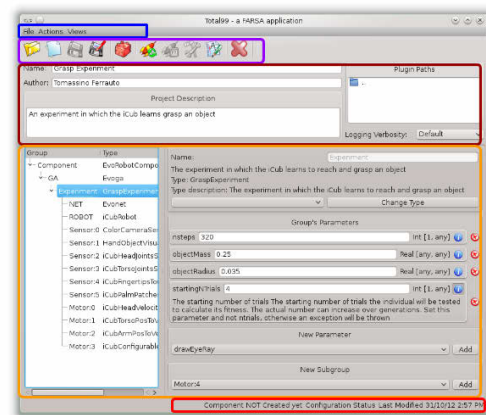 Total99 - a FARSA application
File Actions Views
Name: Grasp Experiment
Plugin Paths
Author: Tomassino Ferrauto
..
Project Description
An experiment in which the iCub learns grasp an object
Logging Verbosity: Default
Group Type
Component EvoRobotCompo
GA Evoga
Experiment GraspExperimen
NET Evonet
ROBOT iCubRobot
Sensor:0 ColorCameraSe
Sensor:1 HandObjectVisu
Sensor:2 iCubHeadJointsS
Sensor:3 iCubTorsoJointsS
Sensor:4 iCubFingertipsTo
Sensor:5 iCubPalmPatche
Motor:0 iCubHeadVelocit
Motor:1 iCubTorsoPosToV
Motor:2 iCubArmPosToVe
Motor:3 iCubConfigurable
Name: Experiment
The experiment in which the iCub learns to reach and grasp an object
Type: GraspExperiment
Type description: The experiment in which the iCub learns to reach and grasp an object
Change Type
Group's Parameters
nsteps 320 Int [1, any]
objectMass 0.25 Real [any, any]
objectRadius 0.035 Real [any, any]
startingNTrials 4 Int [1, any]
The starting number of trials The starting number of trials the individual will be tested
to calculate its fitness. The actual number can increase over generations. Set this
parameter and not ntrials, otherwise an exception will be thrown
New Parameter
drawEyeRay Add
New Subgroup
Motor:4 Add
Component NOT Created yet Configuration Status Last Modified 31/10/12 2:57 PM